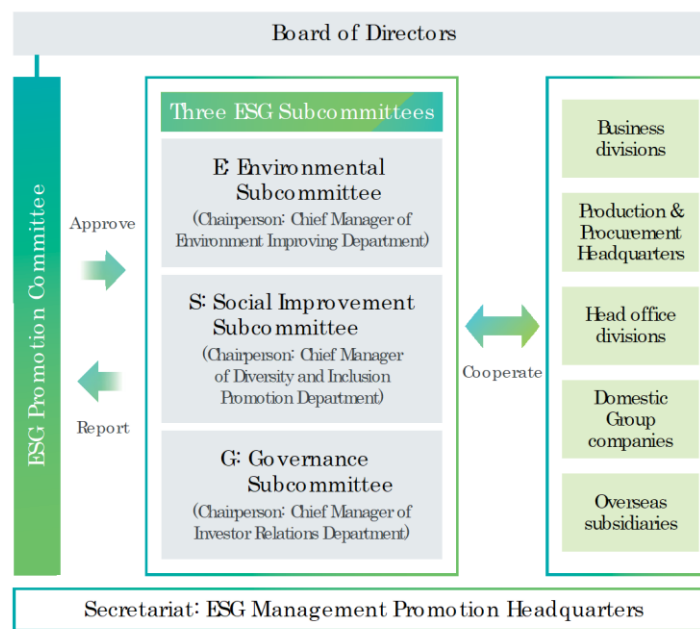 Board of Directors
ESG Promotion Committee
Approve
Report
Three ESG Subcommittees
E: Environmental
Subcommittee
(Chairperson: Chief Manager of
Environment Improving Department)
S: Social Improvement
Subcommittee
(Chairperson: Chief Manager
of Diversity and Inclusion
Promotion Department)
G: Governance
Subcommittee
(Chairperson: Chief Manager of
Investor Relations Department)
Cooperate
Business
divisions
Production &
Procurement
Headquarters
Head office
divisions
Domestic
Group
companies
Overseas
subsidiaries
Secretariat: ESG Management Promotion Headquarters